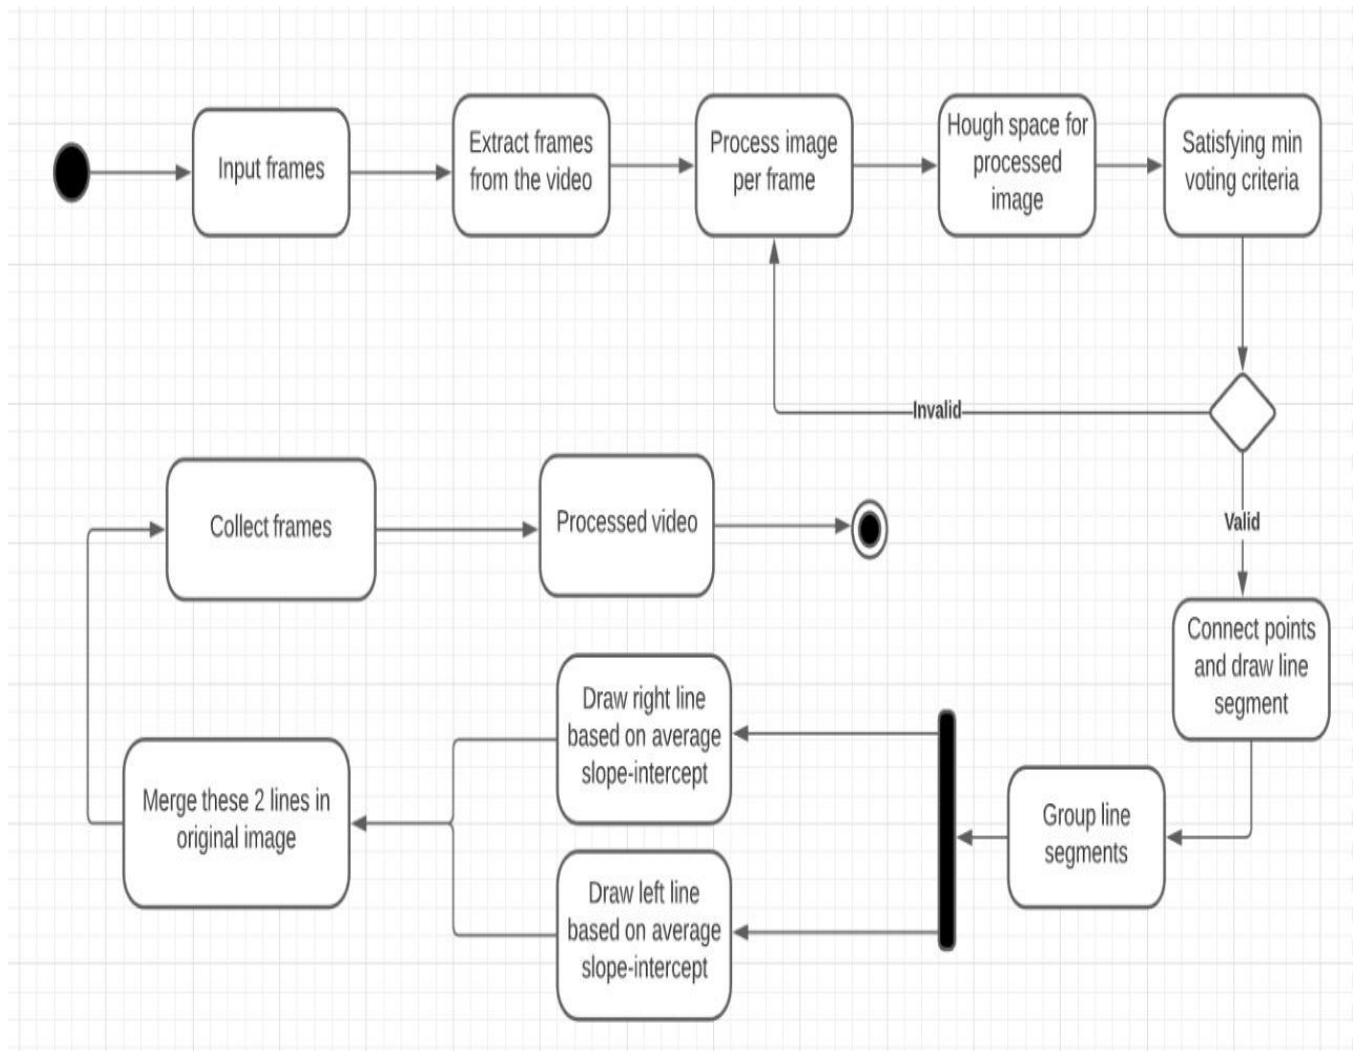 Input frames
Extract frames
from the video
Process image
per frame
Hough space for
processed
image
Satisfying min
voting criteria
Invalid
Valid
Connect points
and draw line
segment
Group line
segments
Draw right line
based on average
slope-intercept
Draw left line
based on average
slope-intercept
Merge these 2 lines in
original image
Collect frames
Processed video